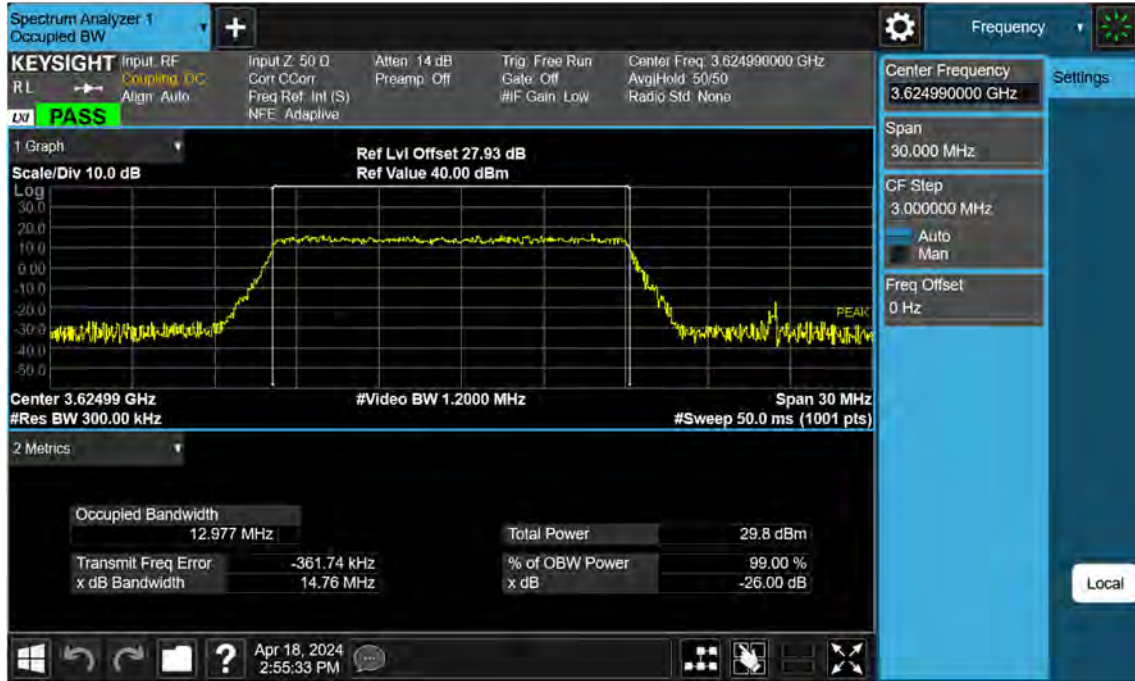 Spectrum Analyzer 1
Occupied BW
+
Frequency
KEYSIGHT
Input: RF
Coupling: DC
Align: Auto
Input Z: 50 Ω
Corr CCorr
Freq Ref: Int (S)
NFE: Adaptive
Atten: 14 dB
Preamp: Off
Trig: Free Run
Gate: Off
#IF Gain: Low
Center Freq: 3.624990000 GHz
Avg|Hold: 50/50
Radio Std: None
R L
LXI
PASS
Center Frequency
3.624990000 GHz
Settings
Span
30.000 MHz
CF Step
3.000000 MHz
Auto
Man
Freq Offset
0 Hz
1 Graph
Scale/Div 10.0 dB
Ref Lvl Offset 27.93 dB
Ref Value 40.00 dBm
Log
30.0
20.0
10.0
0.00
-10.0
-20.0
-30.0
-40.0
-50.0
PEAK
Center 3.62499 GHz
#Video BW 1.2000 MHz
Span 30 MHz
#Res BW 300.00 kHz
#Sweep 50.0 ms (1001 pts)
2 Metrics
Occupied Bandwidth
12.977 MHz
Total Power 29.8 dBm
Transmit Freq Error -361.74 kHz
% of OBW Power 99.00 %
x dB Bandwidth 14.76 MHz
x dB -26.00 dB
Local
?
Apr 18, 2024
2:55:33 PM